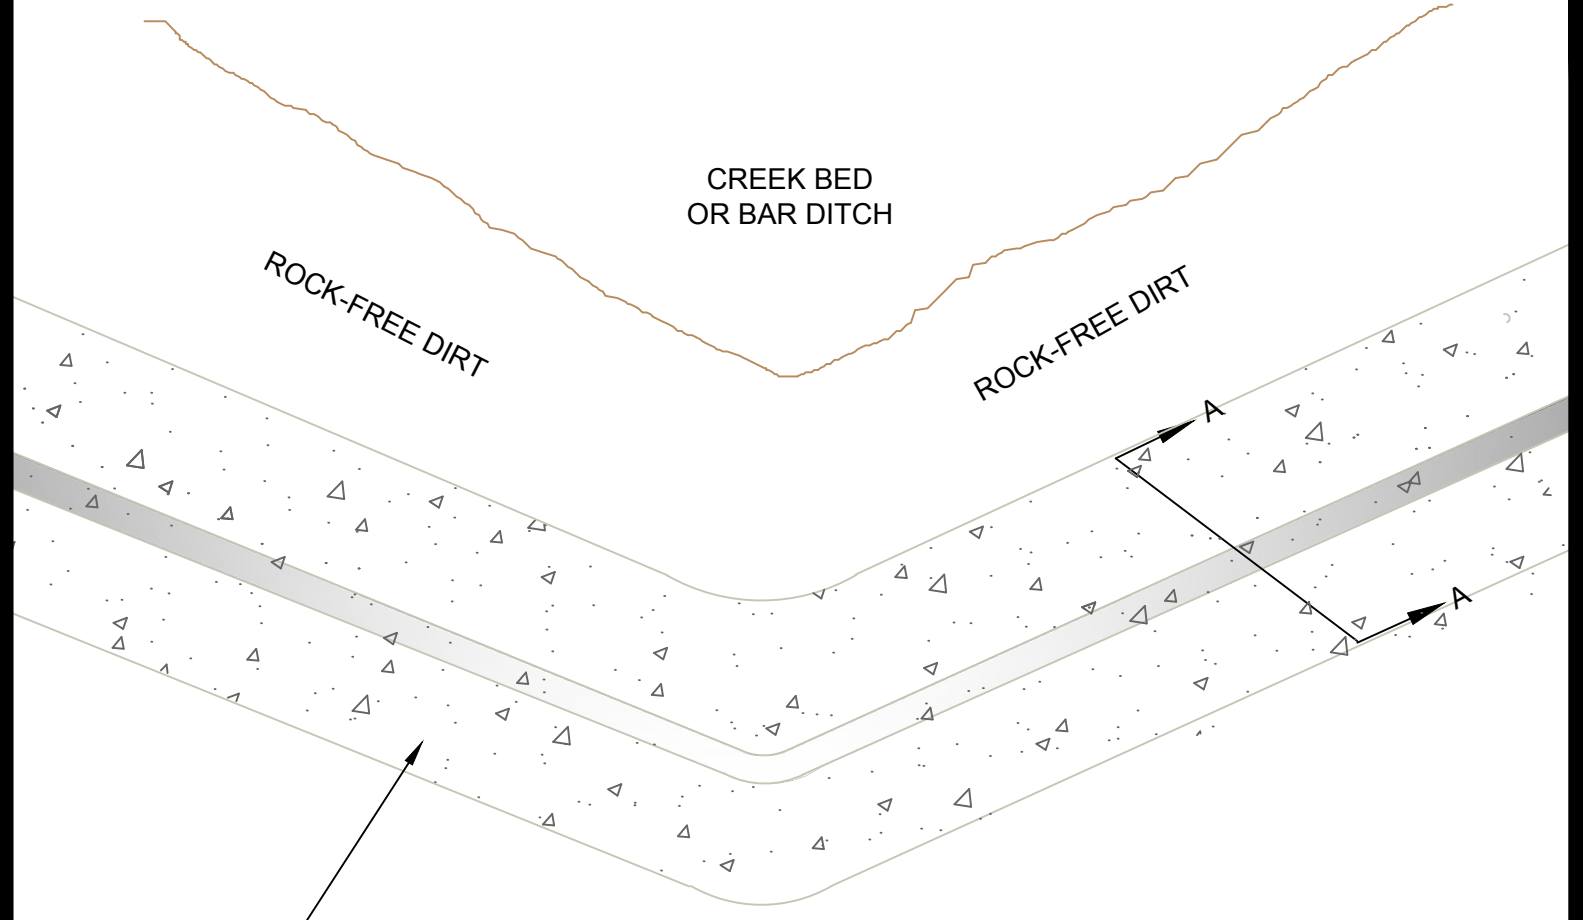 CREEK BED
OR BAR DITCH
ROCK-FREE DIRT
ROCK-FREE DIRT
A
A